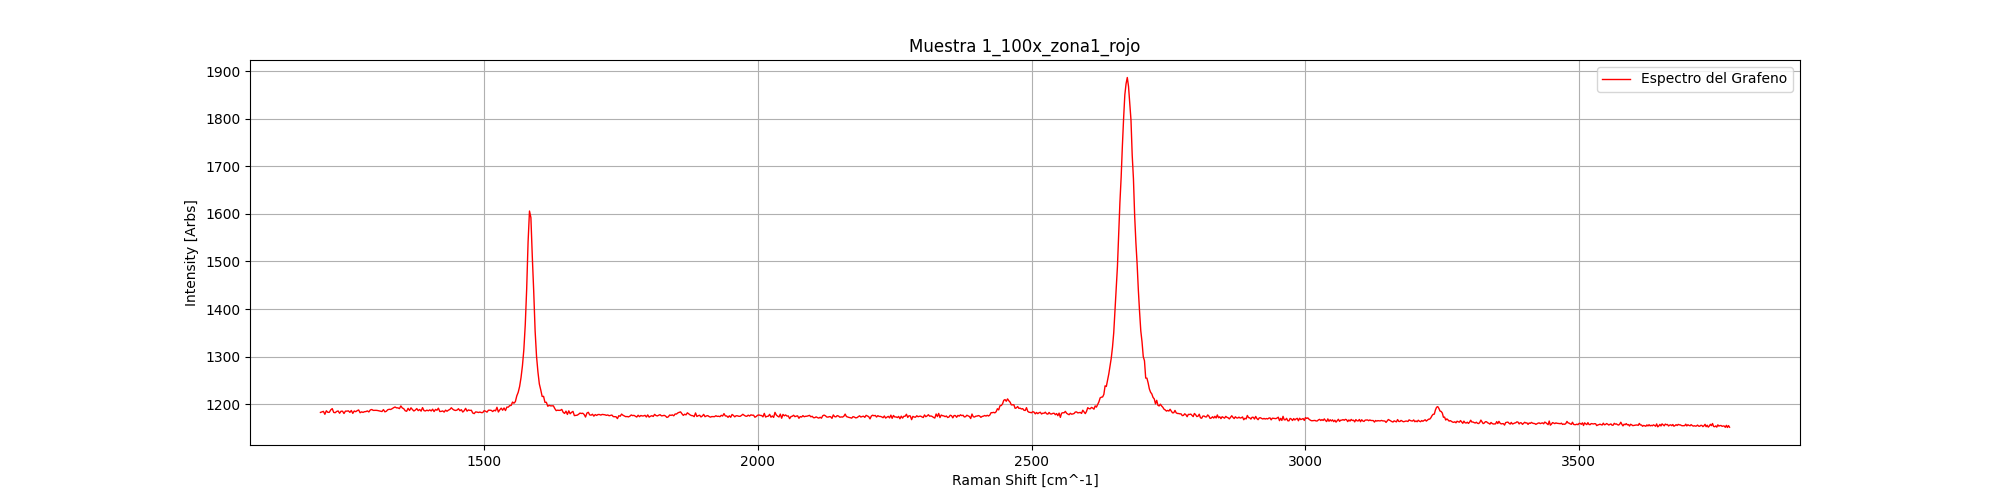 Muestra 1_100x_zona1_rojo
Espectro del Grafeno
Intensity [Arbs]
1900
1800
1700
1600
1500
1400
1300
1200
1500 2000 2500 3000 3500
Raman Shift [cm^-1]